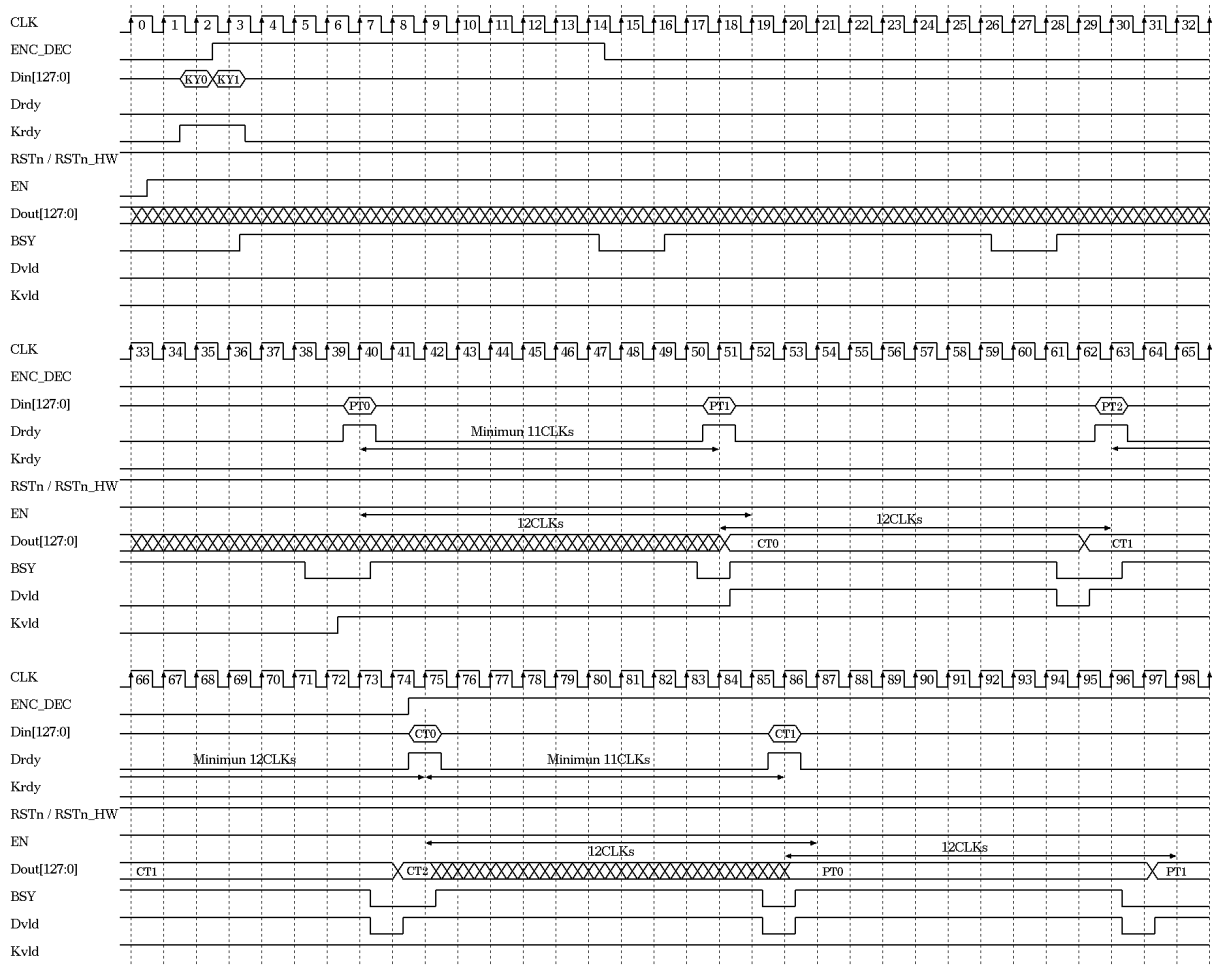 CLK 0 1 2 3 4 5 6 7 8 9 10 11 12 13 14 15 16 17 18 19 20 21 22 23 24 25 26 27 28 29 30 31 32
ENC_DEC
Din[127:0] KY0 KY1
Drdy
Krdy
RSTn / RSTn_HW
EN
Dout[127:0]
BSY
Dvld
Kvld
CLK 33 34 35 36 37 38 39 40 41 42 43 44 45 46 47 48 49 50 51 52 53 54 55 56 57 58 59 60 61 62 63 64 65
ENC_DEC
Din[127:0] PT0 PT1 PT2
Drdy Minimun 11CLKs
Krdy
RSTn / RSTn_HW
EN 12CLKs 12CLKs
Dout[127:0] CT0 CT1
BSY
Dvld
Kvld
CLK 66 67 68 69 70 71 72 73 74 75 76 77 78 79 80 81 82 83 84 85 86 87 88 89 90 91 92 93 94 95 96 97 98
ENC_DEC
Din[127:0] CT0 CT1
Drdy Minimun 12CLKs Minimun 11CLKs
Krdy
RSTn / RSTn_HW
EN 12CLKs 12CLKs
Dout[127:0] CT1 CT2 PT0 PT1
BSY
Dvld
Kvld